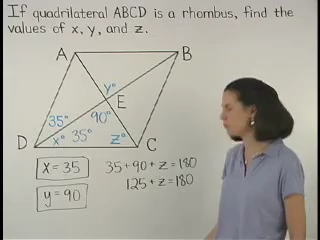 If quadrilateral ABCD is a rhombus, find the
values of x, y, and z.
A
B
y°
E
35°
90°
x° 35°
z°
D
C
x = 35
35 + 90 + z = 180
125 + z = 180
y = 90